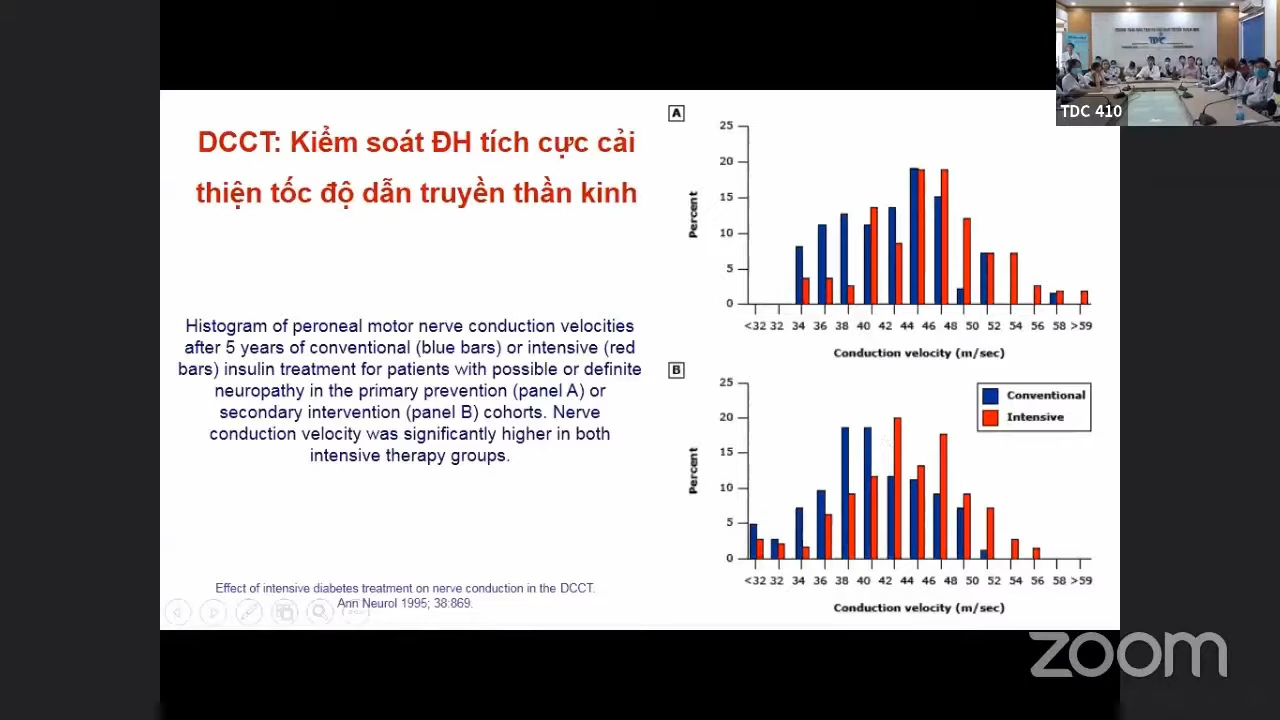 TDC 410
DCCT: Kiểm soát ĐH tích cực cải
thiện tốc độ dẫn truyền thần kinh
Histogram of peroneal motor nerve conduction velocities
after 5 years of conventional (blue bars) or intensive (red
bars) insulin treatment for patients with possible or definite
neuropathy in the primary prevention (panel A) or
secondary intervention (panel B) cohorts. Nerve
conduction velocity was significantly higher in both
intensive therapy groups.
Effect of intensive diabetes treatment on nerve conduction in the DCCT.
Ann Neurol 1995; 38:869.
A
25
20
15
10
5
0
Percent
<32 32 34 36 38 40 42 44 46 48 50 52 54 56 58 >59
Conduction velocity (m/sec)
B
25
20
15
10
5
0
Percent
Conventional
Intensive
<32 32 34 36 38 40 42 44 46 48 50 52 54 56 58 >59
Conduction velocity (m/sec)
zoom